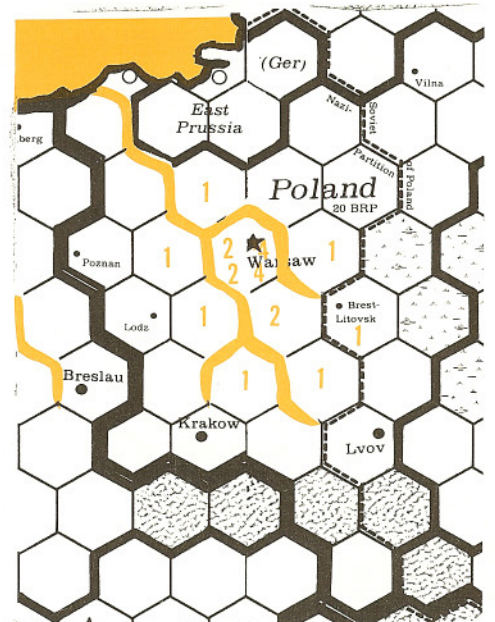 (Ger)
Vilna
Nazi-
Soviet
Partition
of Poland
East
Prussia
berg
1
Poland
20 BRP
Poznan
1
2
Warsaw
2 4
1
Lodz
1
2
Brest-
Litovsk
1
Breslau
1
1
Krakow
Lvov